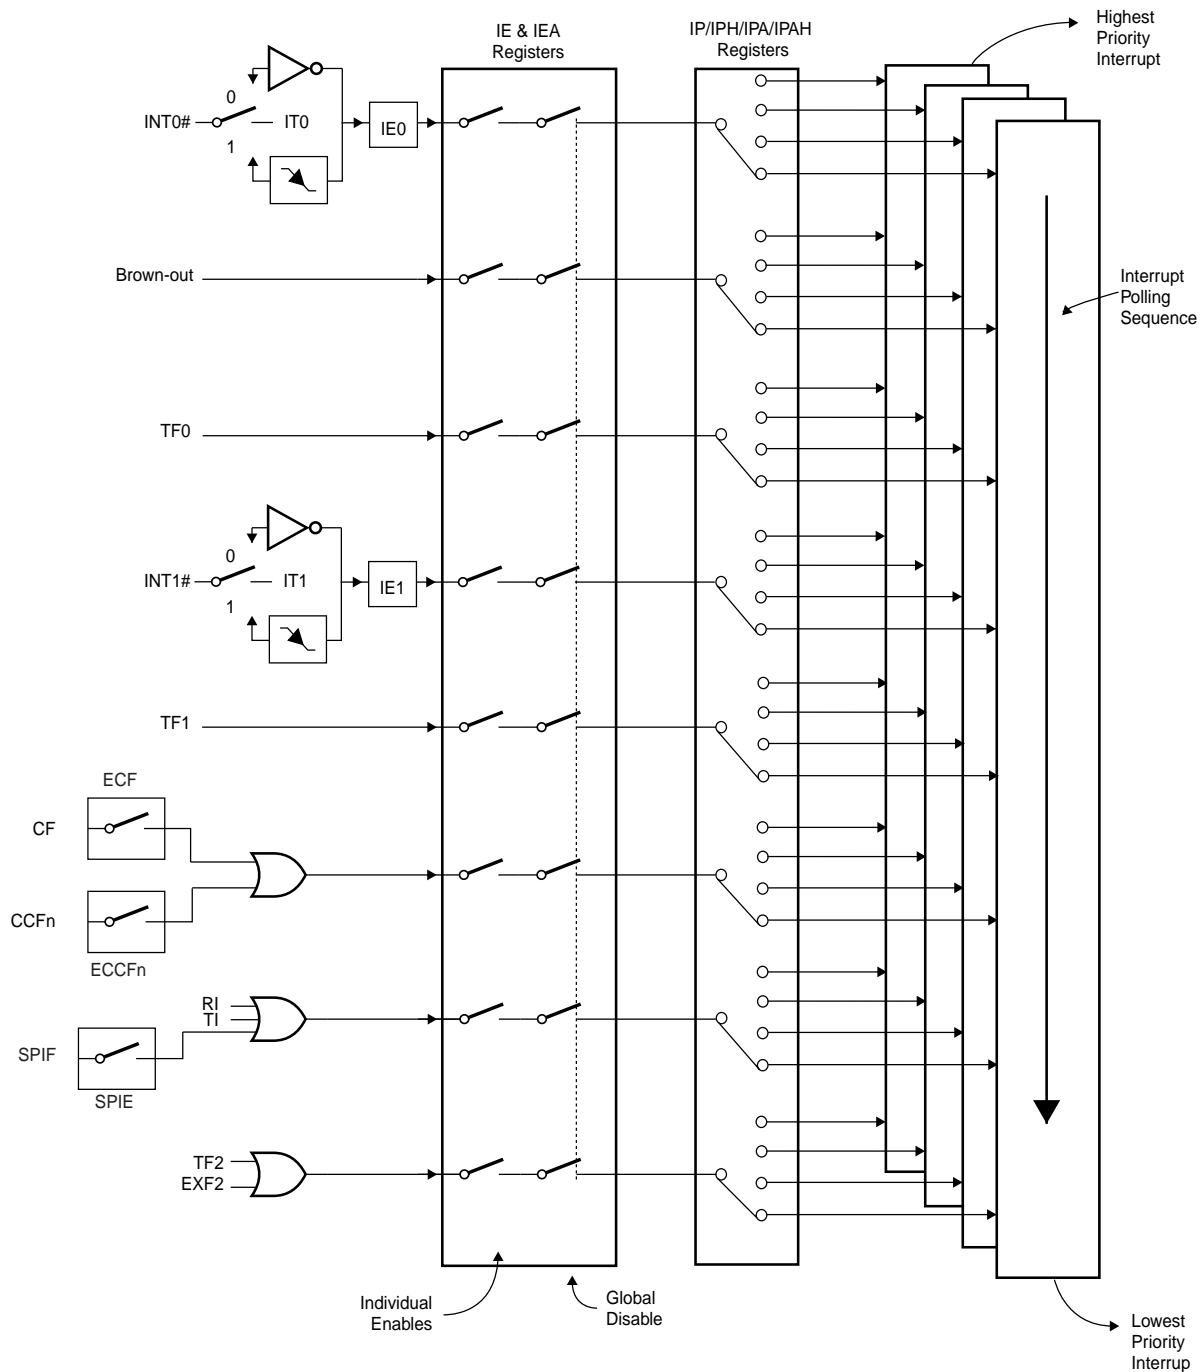 Highest
Priority
Interrupt
IE & IEA
Registers
IP/IPH/IPA/IPAH
Registers
0
INT0#
IT0
IE0
1
Brown-out
Interrupt
Polling
Sequence
TF0
0
INT1#
IT1
IE1
1
TF1
ECF
CF
CCFn
ECCFn
RI
TI
SPIF
SPIE
TF2
EXF2
Individual
Enables
Global
Disable
Lowest
Priority
Interrup